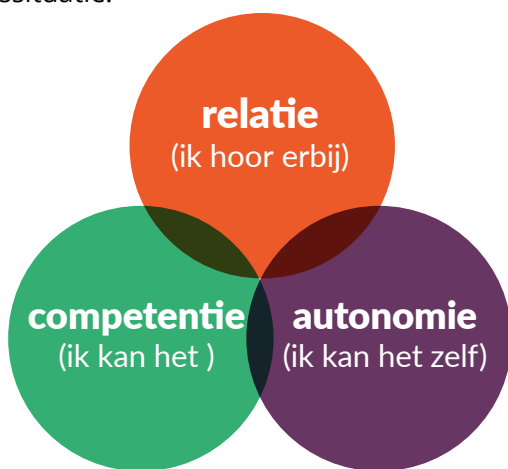 relatie
(ik hoor erbij)
competentie
(ik kan het )
autonomie
(ik kan het zelf)